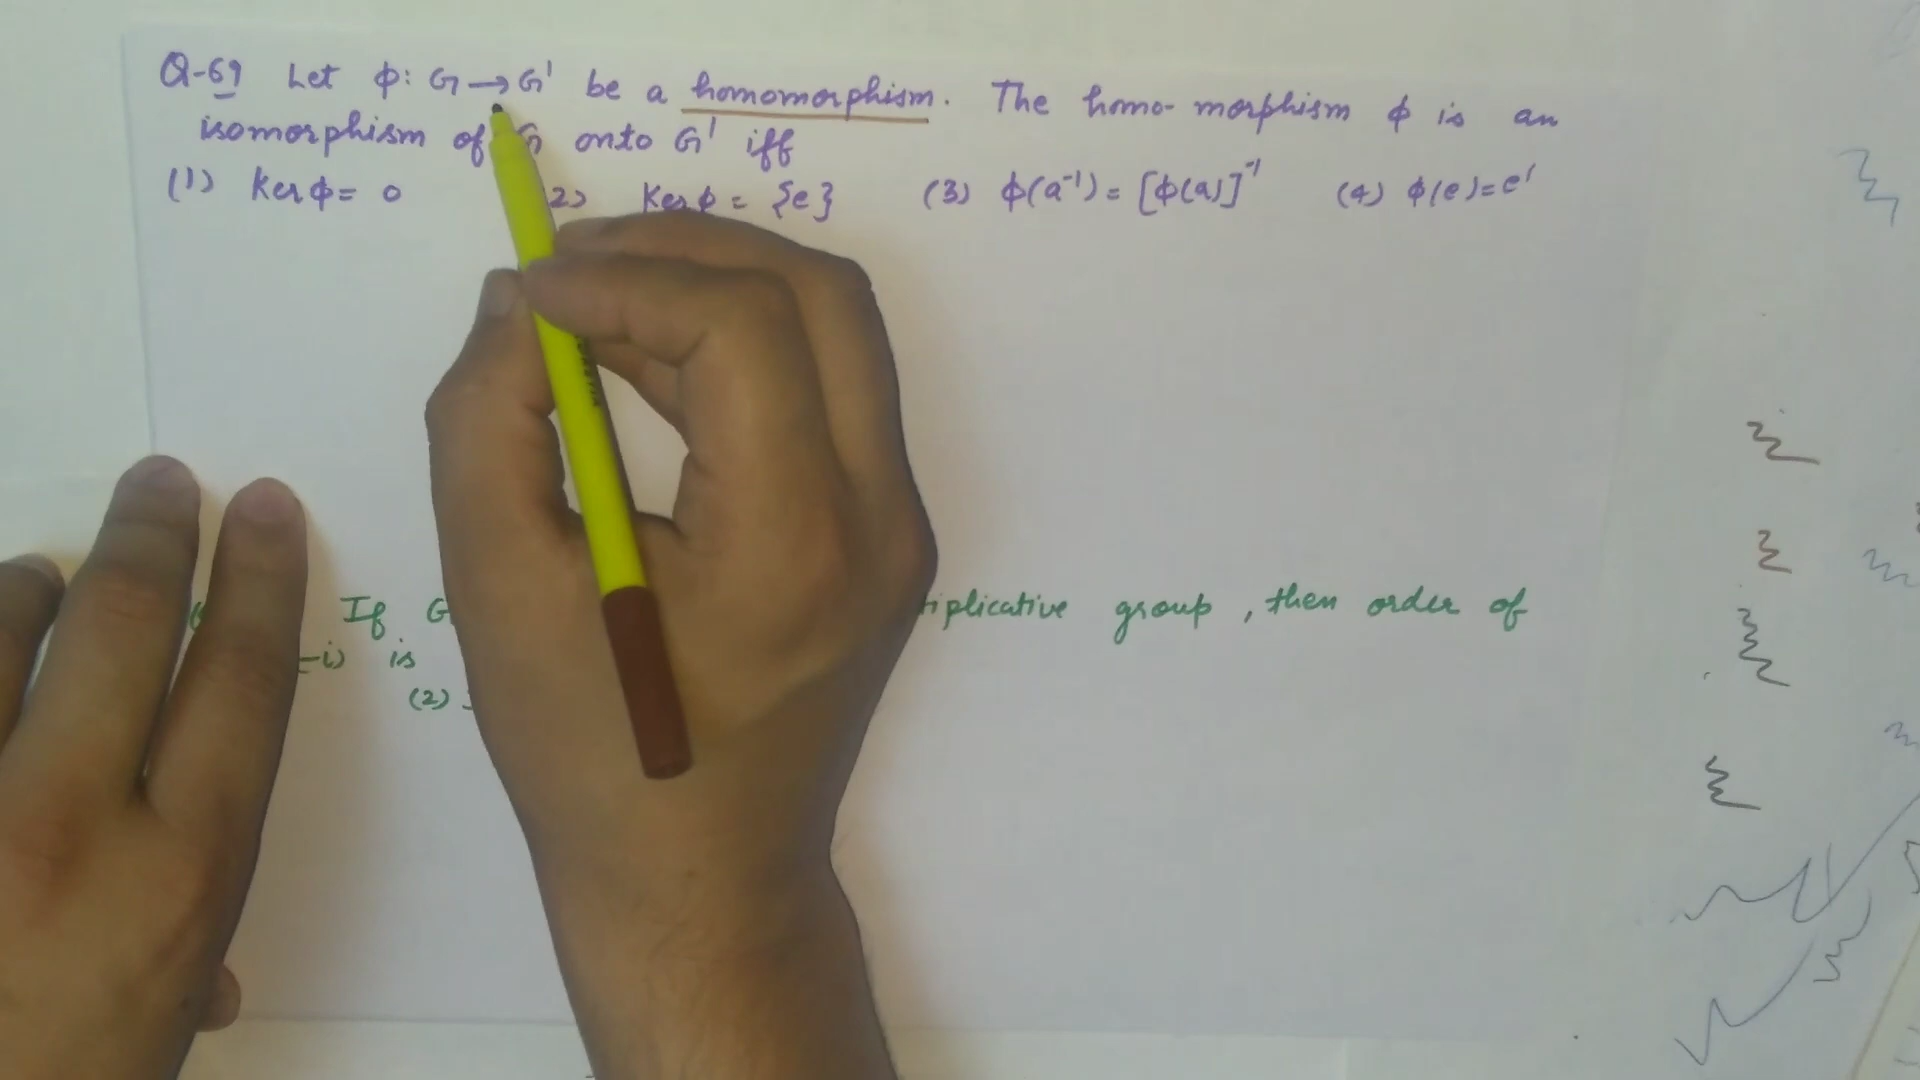 Q-69 Let φ: G → G' be a homomorphism. The homo-morphism φ is an
isomorphism of G onto G' iff
(1) Ker φ = 0 (2) Ker φ = {e} (3) φ(a⁻¹) = [φ(a)]⁻¹ (4) φ(e) = e'
If G group, then order of
-i) is
(2)